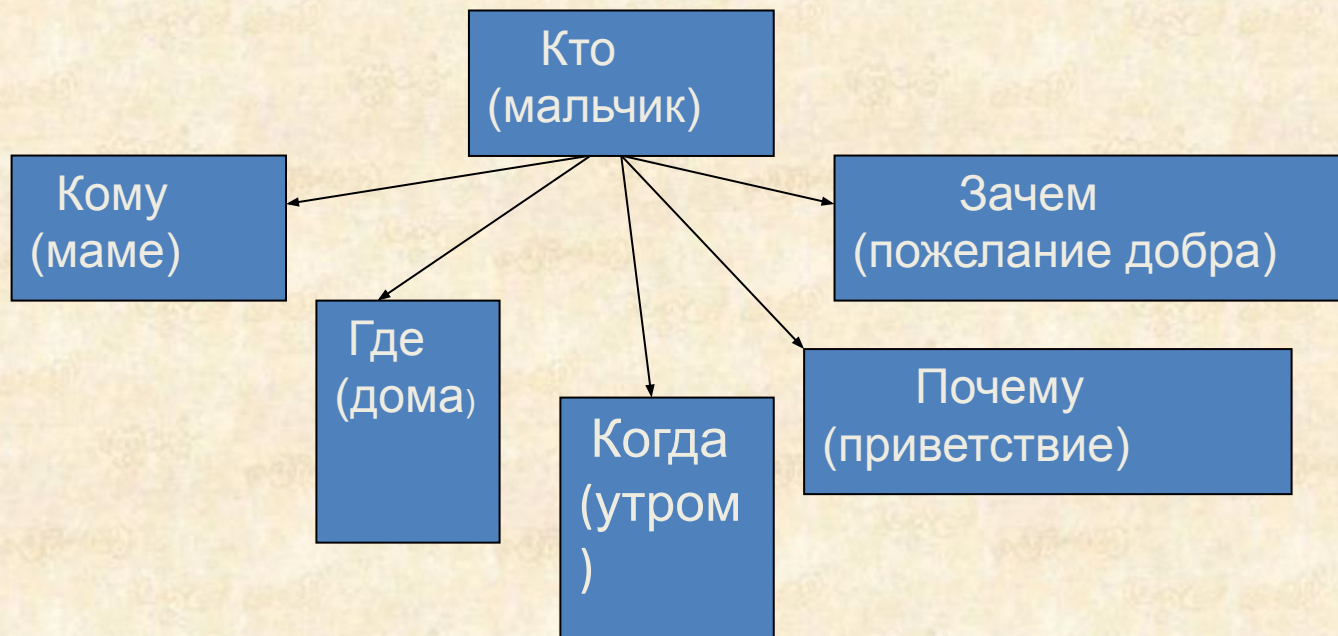 Кто
(мальчик)
Кому
(маме)
Зачем
(пожелание добра)
Где
(дома)
Почему
(приветствие)
Когда
(утром
)